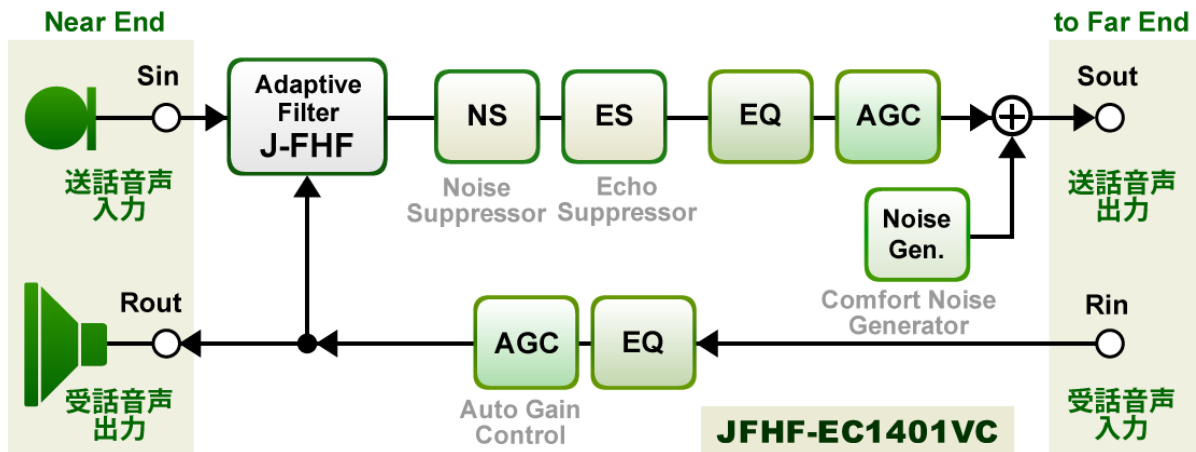 Near End
to Far End
Sin
Adaptive
Filter
J-FHF
NS
ES
EQ
AGC
+
Sout
送話音声
入力
Noise
Suppressor
Echo
Suppressor
Noise
Gen.
送話音声
出力
Comfort Noise
Generator
Rout
AGC
EQ
Rin
受話音声
出力
Auto Gain
Control
受話音声
入力
JFHF-EC1401VC